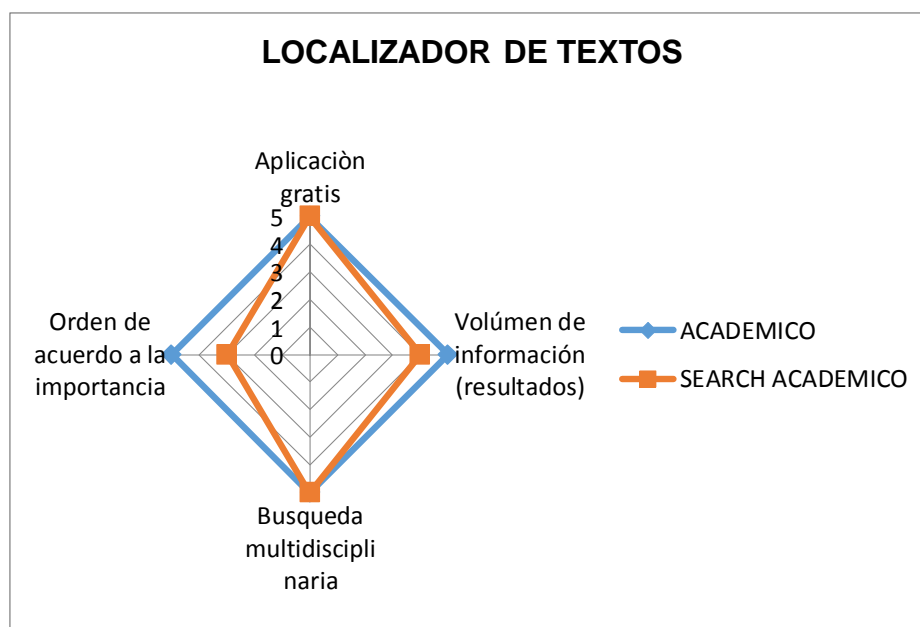 LOCALIZADOR DE TEXTOS
Aplicaciòn
gratis
5
4
3
2
1
0
Orden de
acuerdo a la
importancia
Volúmen de
información
(resultados)
Busqueda
multidiscipli
naria
ACADEMICO
SEARCH ACADEMICO